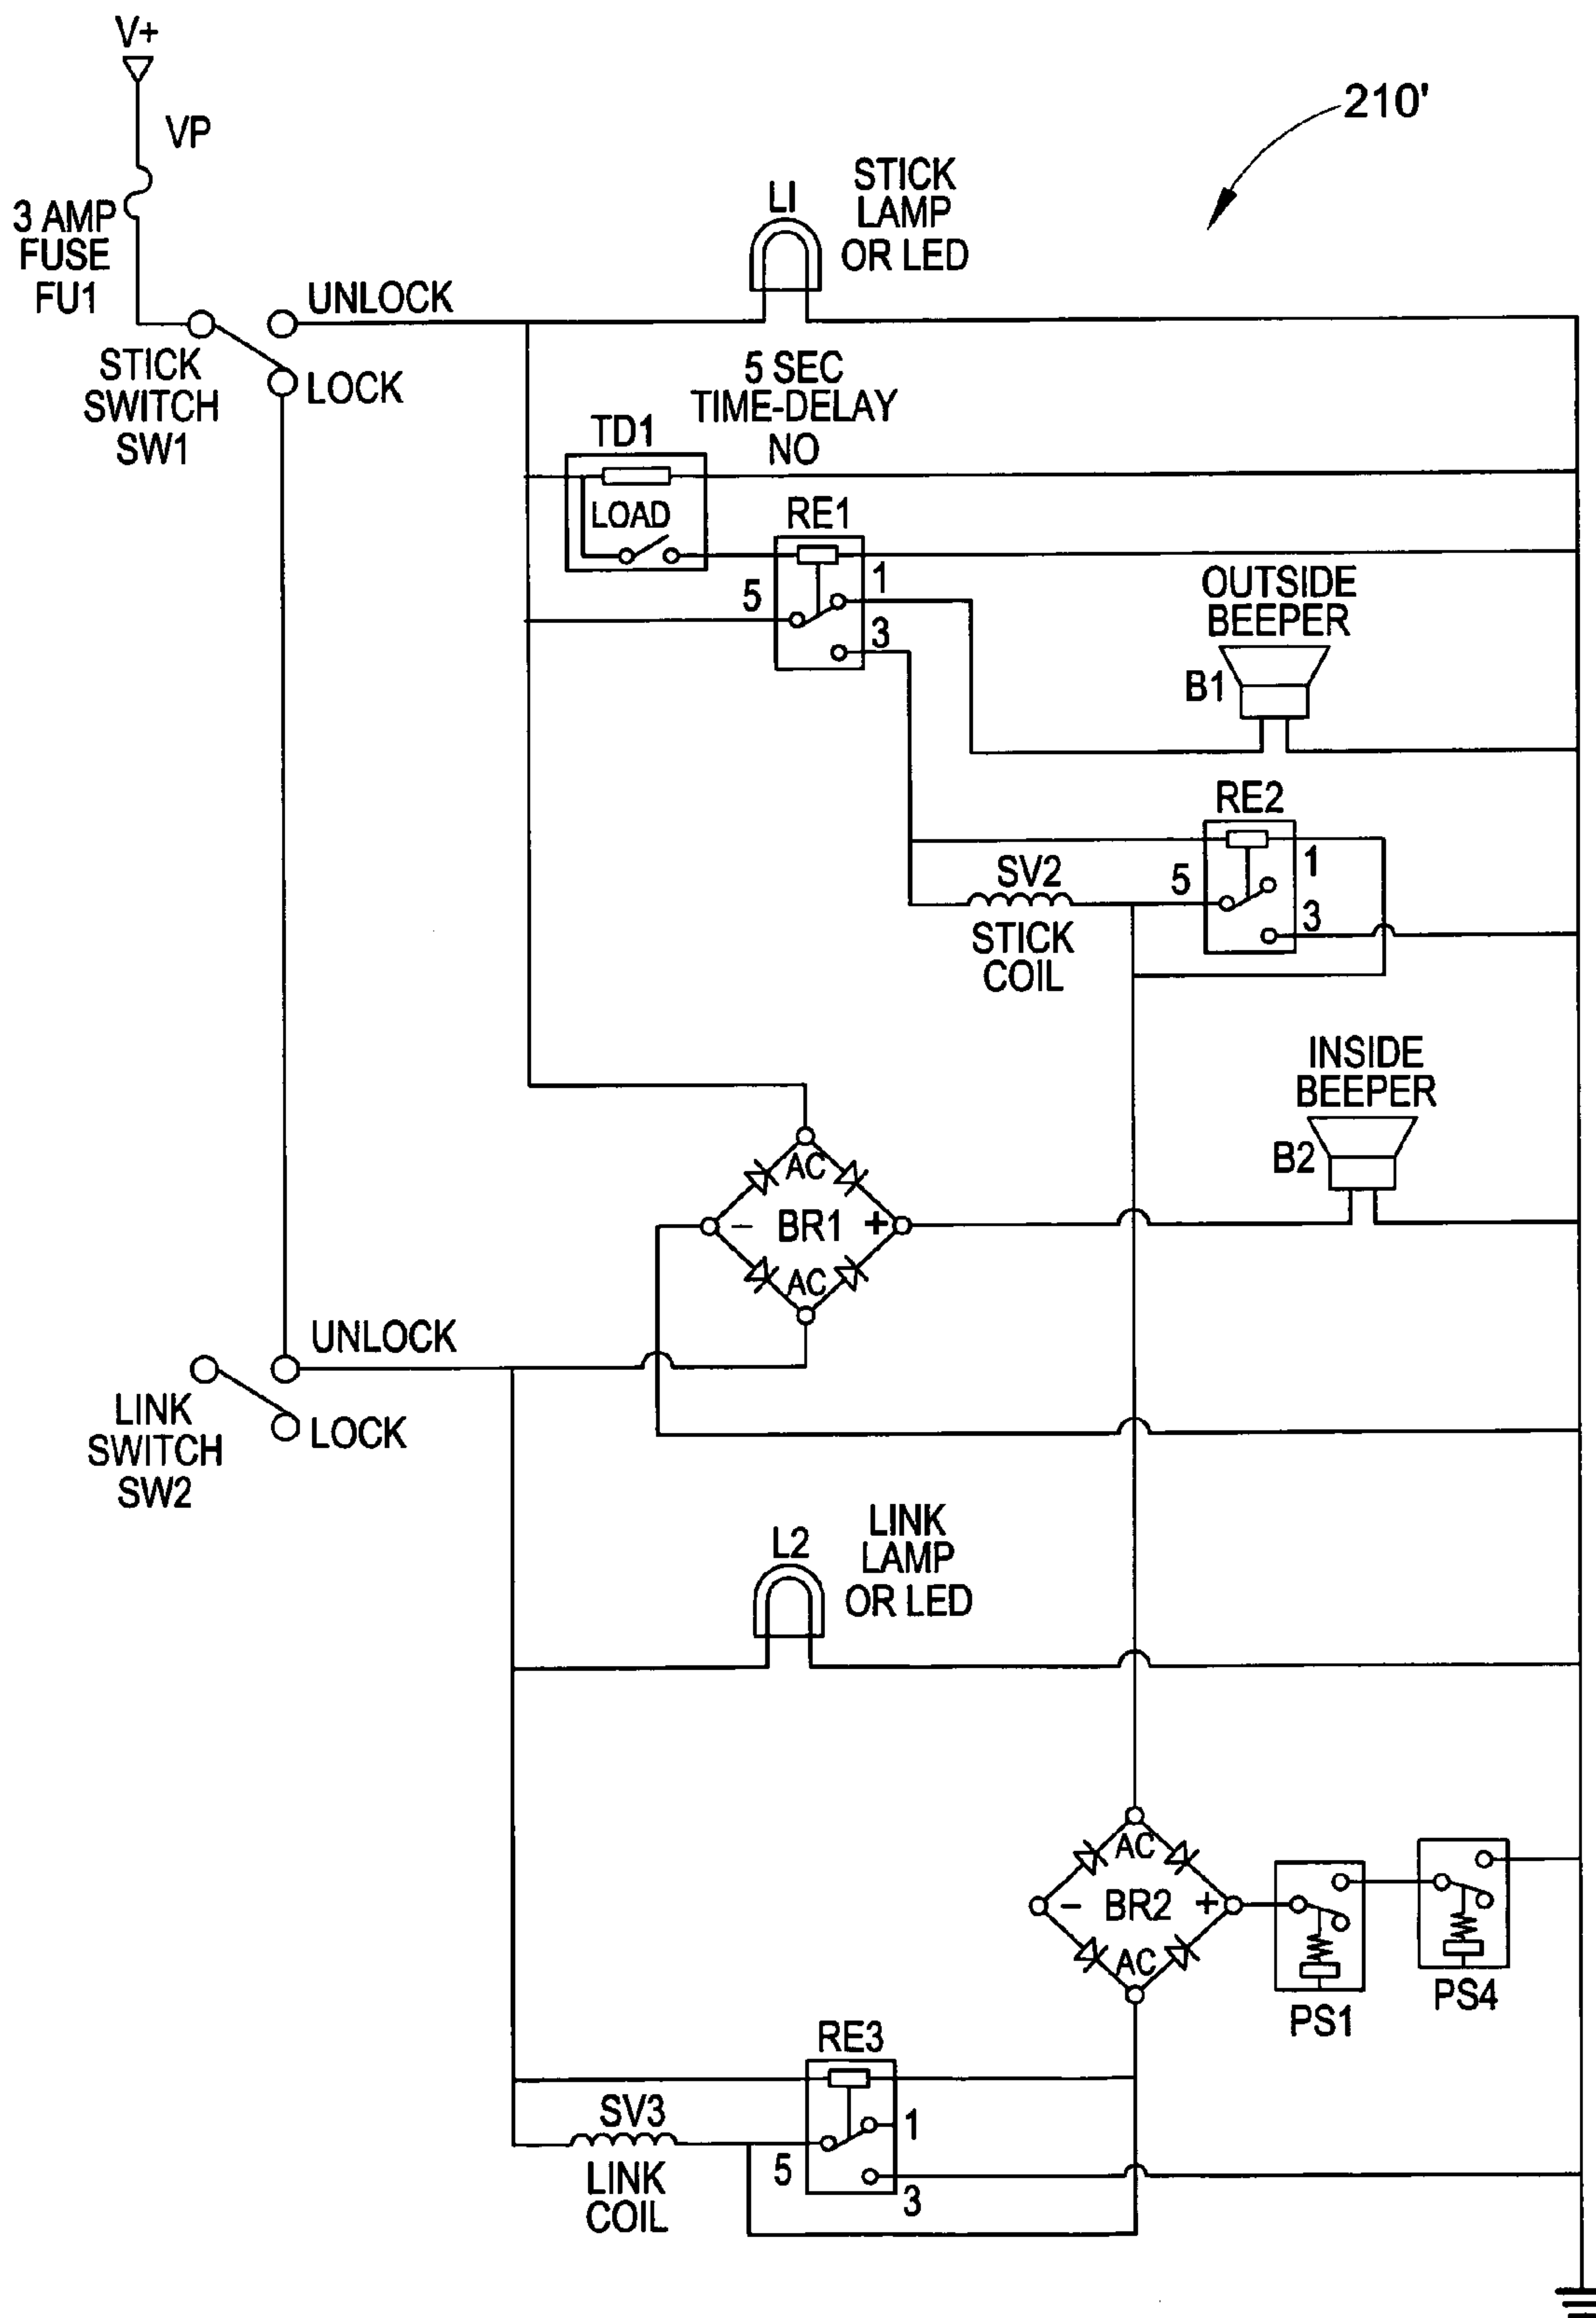 V+
VP
210'
3 AMP
FUSE
FU1
L1
STICK
LAMP
OR LED
UNLOCK
LOCK
STICK
SWITCH
SW1
5 SEC
TIME-DELAY
NO
TD1
LOAD
RE1
5
1
3
OUTSIDE
BEEPER
B1
RE2
5
1
3
SV2
STICK
COIL
INSIDE
BEEPER
B2
AC
- BR1 +
AC
UNLOCK
LOCK
LINK
SWITCH
SW2
L2
LINK
LAMP
OR LED
AC
- BR2 +
AC
PS1
PS4
RE3
1
5
3
SV3
LINK
COIL